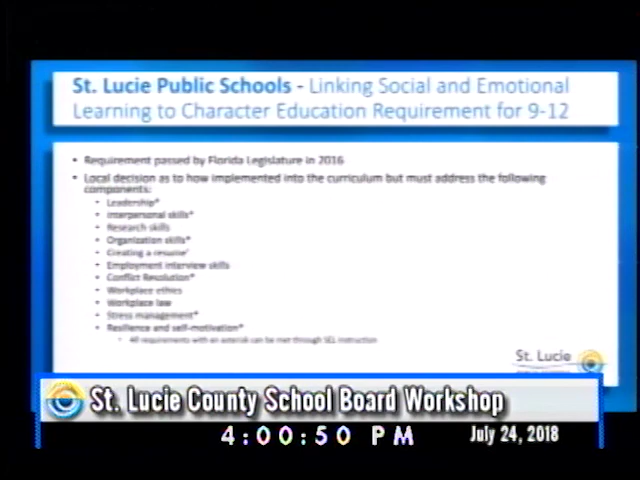 St. Lucie Public Schools - Linking Social and Emotional
Learning to Character Education Requirement for 9-12
• Requirement passed by Florida Legislature in 2016
• Local decision as to how implemented into the curriculum but must address the following
components:
• Leadership*
• Interpersonal skills*
• Research skills
• Organization skills*
• Creating a resume'
• Employment interview skills
• Conflict Resolution*
• Workplace ethics
• Workplace law
• Stress management*
• Resilience and self-motivation*
• All requirements with an asterisk can be met through SEL instruction
St. Lucie
St. Lucie County School Board Workshop
4:00:50 PM
July 24, 2018